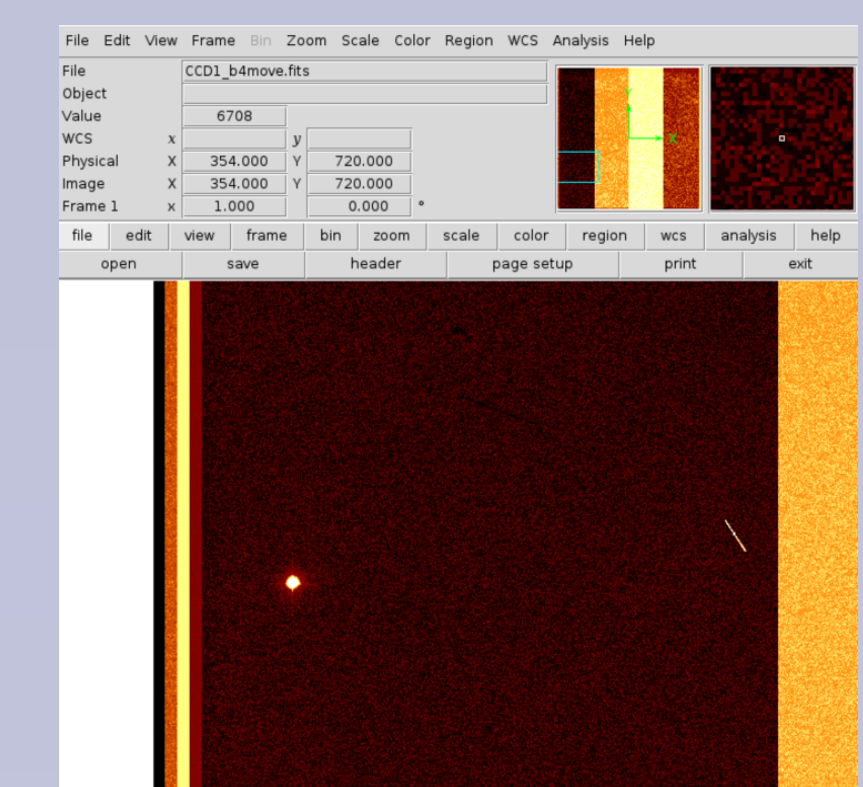 File Edit View Frame Bin Zoom Scale Color Region WCS Analysis Help
File CCD1_b4move.fits
Object
Value 6708
WCS x y
Physical X 354.000 Y 720.000
Image X 354.000 Y 720.000
Frame 1 x 1.000 0.000 °
Y
X
file edit view frame bin zoom scale color region wcs analysis help
open save header page setup print exit